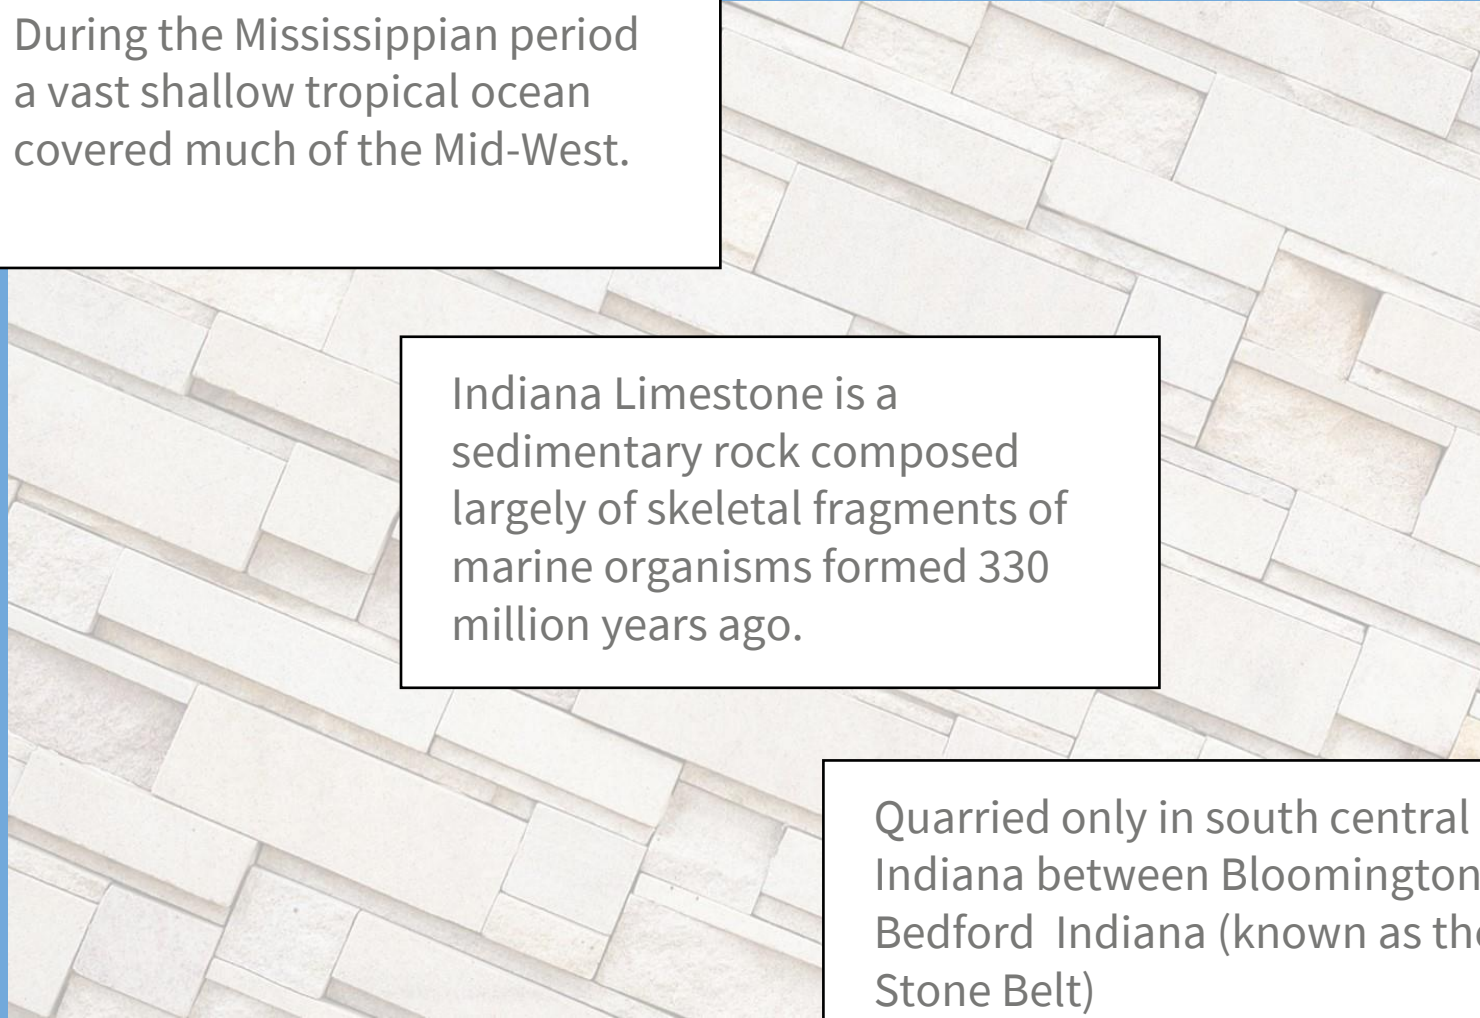 During the Mississippian period
a vast shallow tropical ocean
covered much of the Mid-West.
Indiana Limestone is a
sedimentary rock composed
largely of skeletal fragments of
marine organisms formed 330
million years ago.
Quarried only in south central
Indiana between Bloomington
Bedford  Indiana (known as the
Stone Belt)